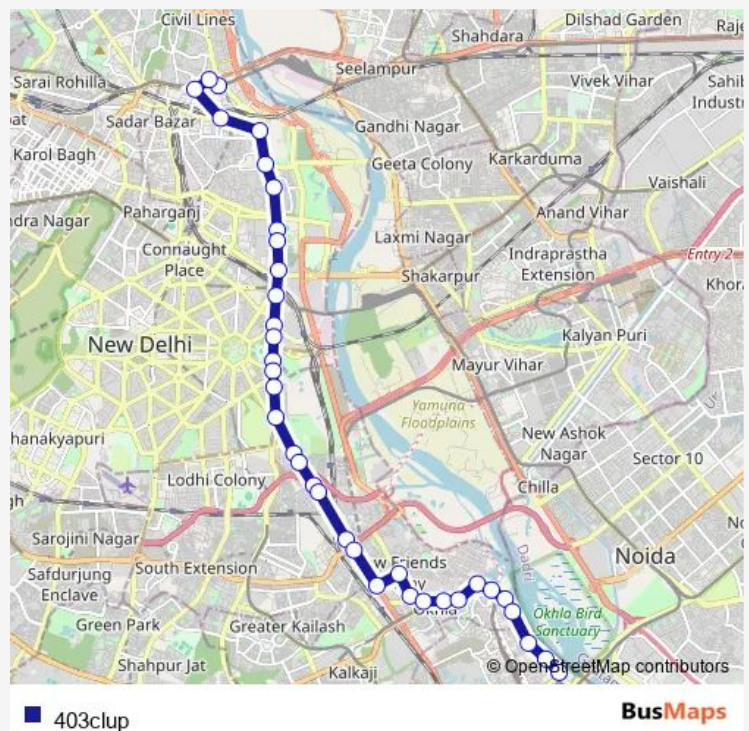 Civil Lines
Dilshad Garden
Shahdara
Seelampur
Sarai Rohilla
Vivek Vihar
Sadar Bazar
Gandhi Nagar
Karol Bagh
Geeta Colony
Karkarduma
Vaishali
Paharganj
Anand Vihar
Laxmi Nagar
Connaught
Place
Indraprastha
Extension
Entry 2
Shakarpur
New Delhi
Kalyan Puri
Mayur Vihar
Yamuna
Floodplains
New Ashok
Nagar
Sector 10
Lodhi Colony
Chilla
Sarojini Nagar
Dadri
Noida
South Extension
Safdurjung
Enclave
Okhla Bird
Sanctuary
Green Park
Greater Kailash
Shahpur Jat
Kalkaji
© OpenStreetMap contributors
403clup
BusMaps